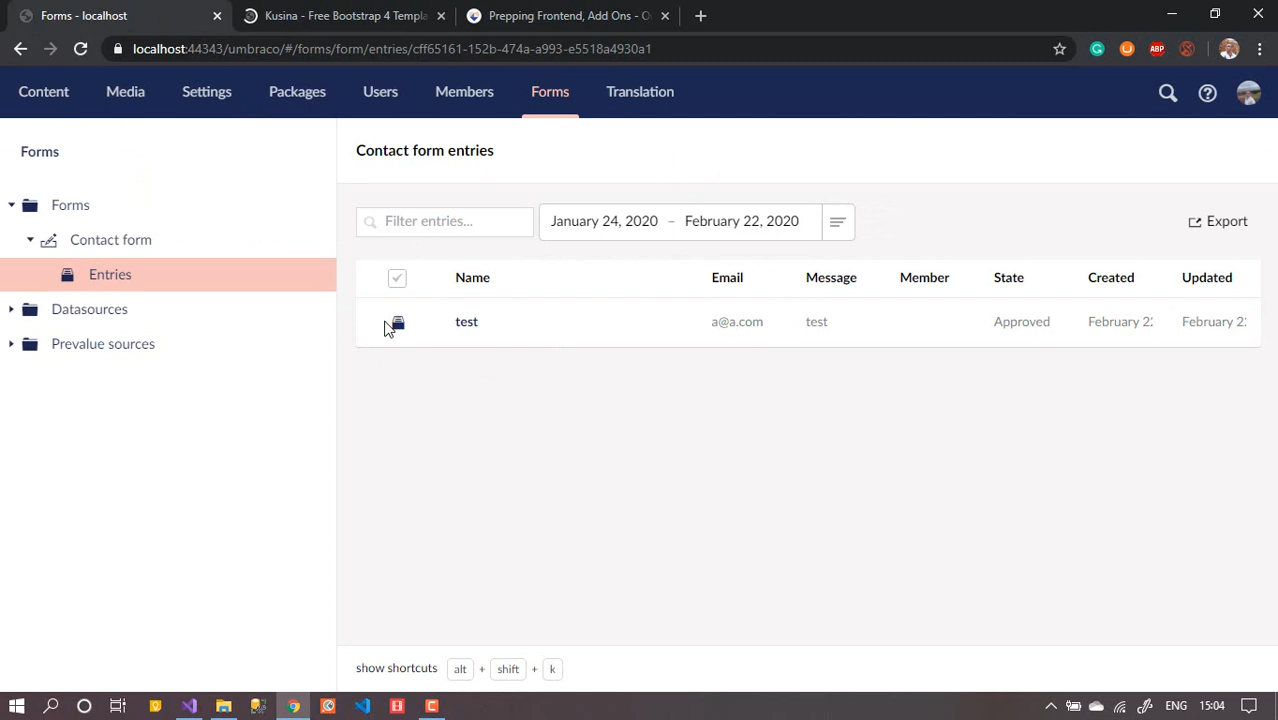 Forms - localhost
Kusina - Free Bootstrap 4 Templa
Prepping Frontend, Add Ons - O
localhost:44343/umbraco/#/forms/form/entries/cff65161-152b-474a-a993-e5518a4930a1
ABP
Content Media Settings Packages Users Members Forms Translation
Forms
Contact form entries
Forms
Filter entries...
January 24, 2020 – February 22, 2020
Export
Contact form
Entries
Name Email Message Member State Created Updated
Datasources
test a@a.com test Approved February 22 February 22
Prevalue sources
show shortcuts alt + shift + k
ENG 15:04